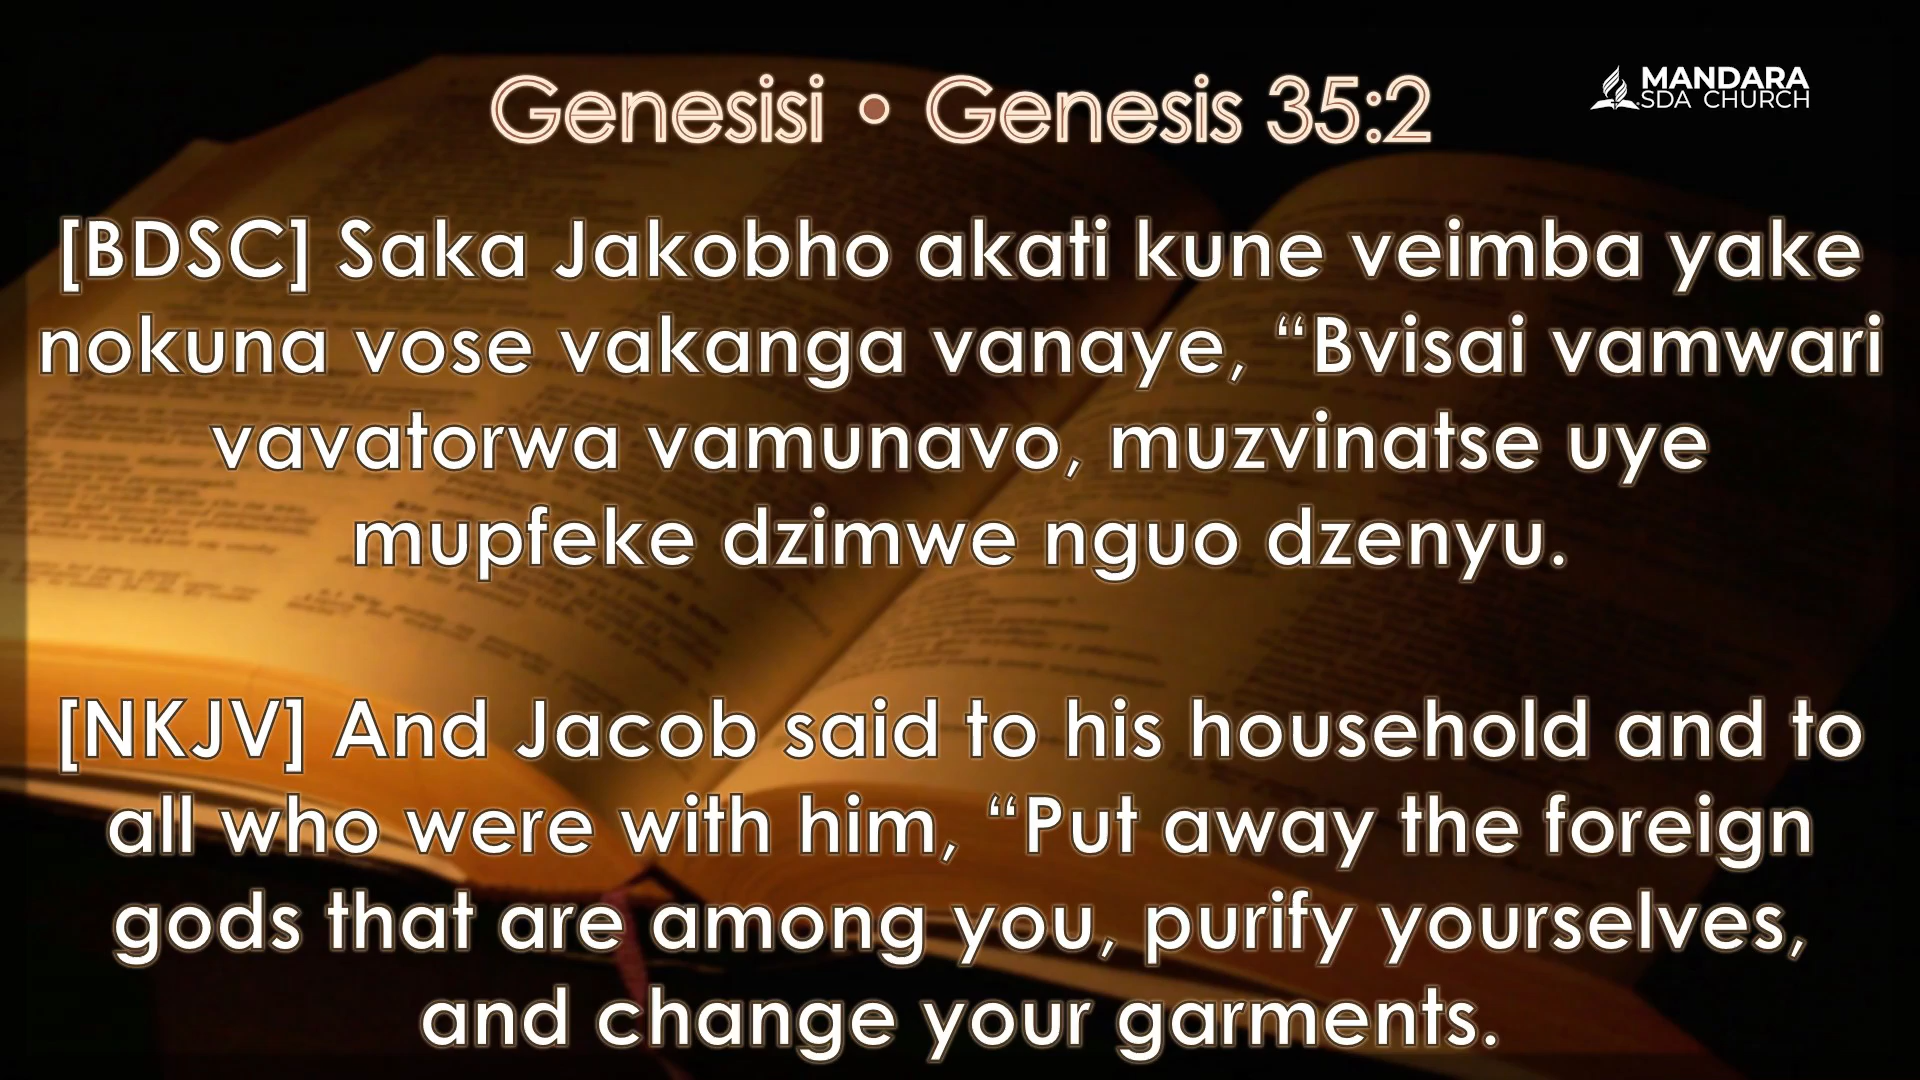 Genesisi • Genesis 35:2
MANDARA
SDA CHURCH
[BDSC] Saka Jakobho akati kune veimba yake
nokuna vose vakanga vanaye, “Bvisai vamwari
vavatorwa vamunavo, muzvinatse uye
mupfeke dzimwe nguo dzenyu.
[NKJV] And Jacob said to his household and to
all who were with him, “Put away the foreign
gods that are among you, purify yourselves,
and change your garments.